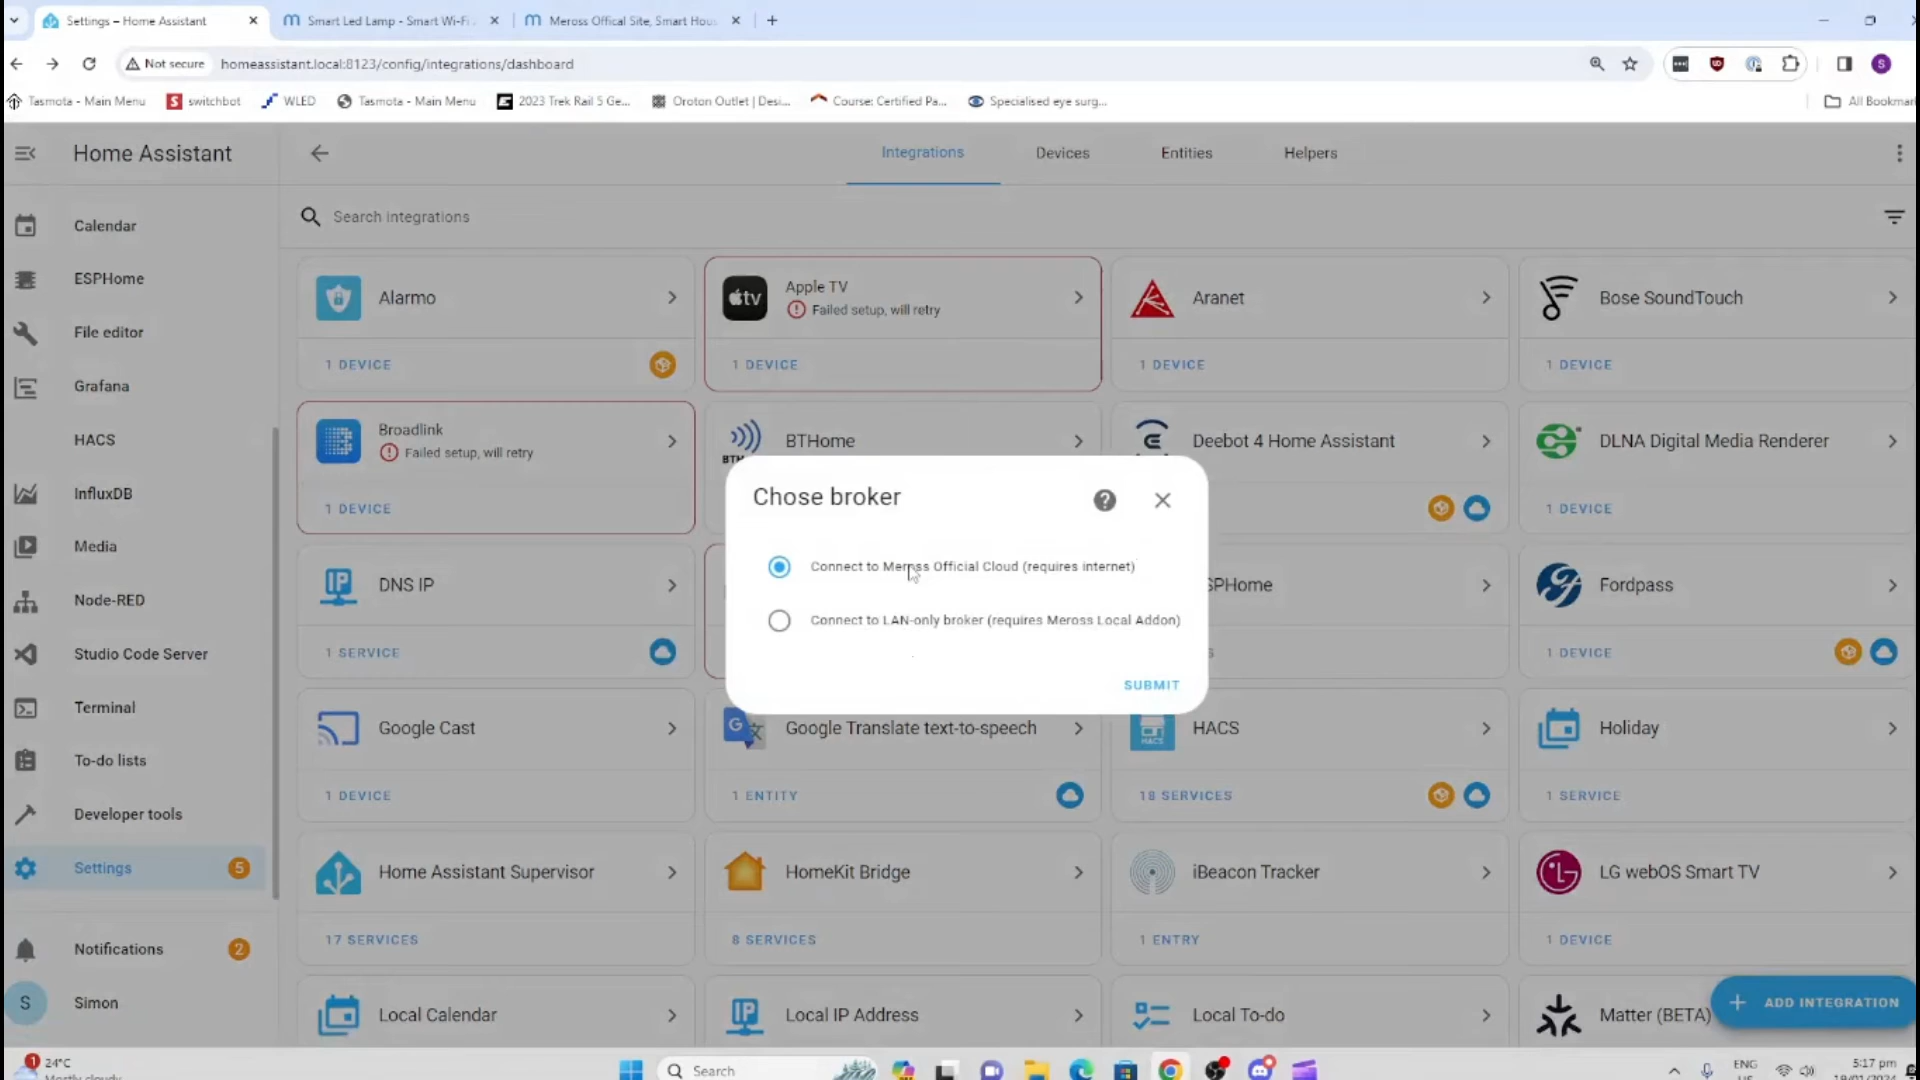 Settings – Home Assistant
Smart Led Lamp - Smart Wi-Fi
Meross Offical Site, Smart Hous
Not secure
homeassistant.local:8123/config/integrations/dashboard
Tasmota - Main Menu
switchbot
WLED
Tasmota - Main Menu
2023 Trek Rail 5 Ge...
Oroton Outlet | Desi...
Course: Certified Pa...
Specialised eye surg...
All Bookmar
S
Home Assistant
Integrations
Devices
Entities
Helpers
Calendar
ESPHome
File editor
Grafana
HACS
InfluxDB
Media
Node-RED
Studio Code Server
Terminal
To-do lists
Developer tools
Settings
5
Notifications
2
S
Simon
Search integrations
Alarmo
1 DEVICE
tv
Apple TV
Failed setup, will retry
1 DEVICE
Aranet
1 DEVICE
Bose SoundTouch
1 DEVICE
Broadlink
Failed setup, will retry
1 DEVICE
BTHome
Deebot 4 Home Assistant
DLNA Digital Media Renderer
1 DEVICE
Chose broker
Connect to Meross Official Cloud (requires internet)
Connect to LAN-only broker (requires Meross Local Addon)
SUBMIT
IP
DNS IP
1 SERVICE
SPHome
S
Fordpass
1 DEVICE
Google Cast
1 DEVICE
G
Google Translate text-to-speech
1 ENTITY
HACS
HACS
18 SERVICES
Holiday
1 SERVICE
Home Assistant Supervisor
17 SERVICES
HomeKit Bridge
8 SERVICES
iBeacon Tracker
1 ENTRY
LG webOS Smart TV
1 DEVICE
Local Calendar
IP
Local IP Address
Local To-do
Matter (BETA)
ADD INTEGRATION
1
24°C
Mostly cloudy
Search
ENG
US
5:17 pm
19/01/2024